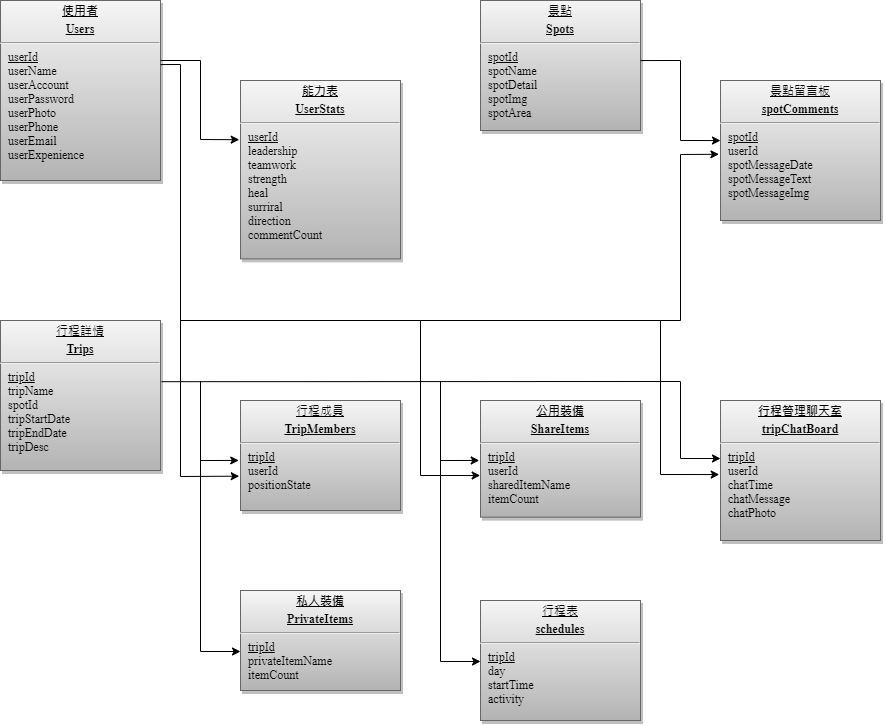 使用者
Users
userId
userName
userAccount
userPassword
userPhoto
userPhone
userEmail
userExpenience
能力表
UserStats
userId
leadership
teamwork
strength
heal
surriral
direction
commentCount
景點
Spots
spotId
spotName
spotDetail
spotImg
spotArea
景點留言板
spotComments
spotId
userId
spotMessageDate
spotMessageText
spotMessageImg
行程詳情
Trips
tripId
tripName
spotId
tripStartDate
tripEndDate
tripDesc
行程成員
TripMembers
tripId
userId
positionState
公用裝備
ShareItems
tripId
userId
sharedItemName
itemCount
行程管理聊天室
tripChatBoard
tripId
userId
chatTime
chatMessage
chatPhoto
私人裝備
PrivateItems
tripId
privateItemName
itemCount
行程表
schedules
tripId
day
startTime
activity